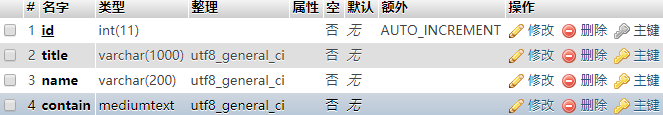 # 名字 类型 整理 属性 空 默认 额外 操作
1 id int(11) 否 无 AUTO_INCREMENT 修改 删除 主键
2 title varchar(1000) utf8_general_ci 否 无 修改 删除 主键
3 name varchar(200) utf8_general_ci 否 无 修改 删除 主键
4 contain mediumtext utf8_general_ci 否 无 修改 删除 主键